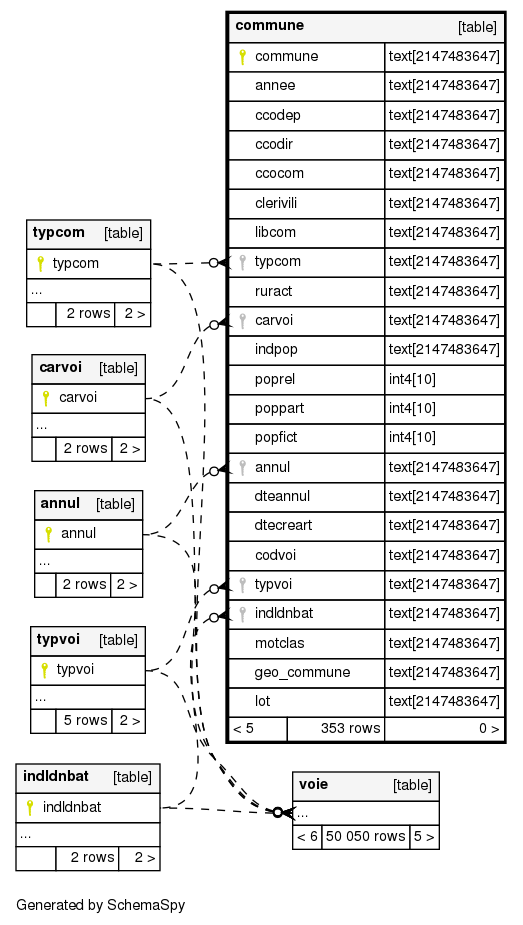 commune [table]
commune text[2147483647]
annee text[2147483647]
ccodep text[2147483647]
ccodir text[2147483647]
ccocom text[2147483647]
clerivili text[2147483647]
libcom text[2147483647]
typcom text[2147483647]
ruract text[2147483647]
carvoi text[2147483647]
indpop text[2147483647]
poprel int4[10]
poppart int4[10]
popfict int4[10]
annul text[2147483647]
dteannul text[2147483647]
dtecreart text[2147483647]
codvoi text[2147483647]
typvoi text[2147483647]
indldnbat text[2147483647]
motclas text[2147483647]
geo_commune text[2147483647]
lot text[2147483647]
< 5 353 rows 0 >
typcom [table]
typcom
...
2 rows 2 >
carvoi [table]
carvoi
...
2 rows 2 >
annul [table]
annul
...
2 rows 2 >
typvoi [table]
typvoi
...
5 rows 2 >
indldnbat [table]
indldnbat
...
2 rows 2 >
voie [table]
...
< 6 50 050 rows 5 >
Generated by SchemaSpy